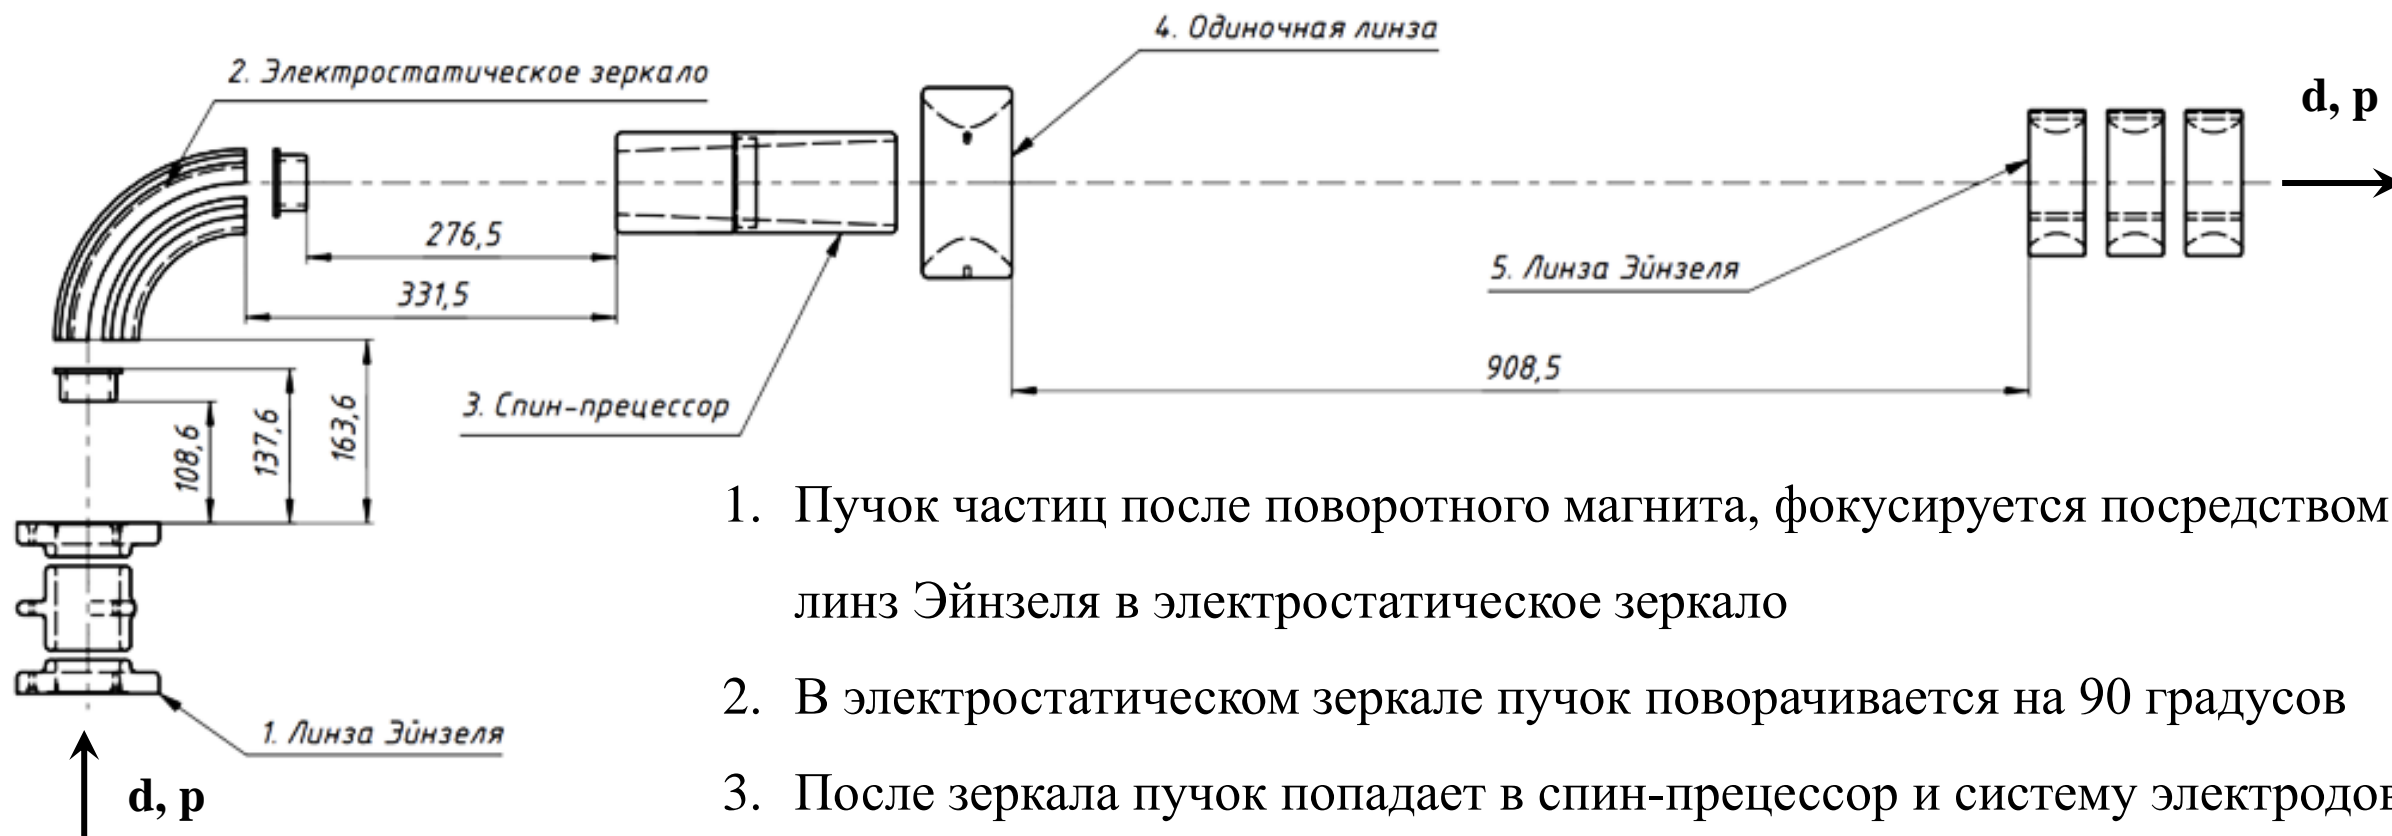 4. Одиночная линза
2. Электростатическое зеркало
d, p
276,5
331,5
5. Линза Эйнзеля
908,5
3. Спин-прецессор
163,6
137,6
108,6
1. Линза Эйнзеля
d, p
1. Пучок частиц после поворотного магнита, фокусируется посредством
линз Эйнзеля в электростатическое зеркало
2. В электростатическом зеркале пучок поворачивается на 90 градусов
3. После зеркала пучок попадает в спин-прецессор и систему электродов